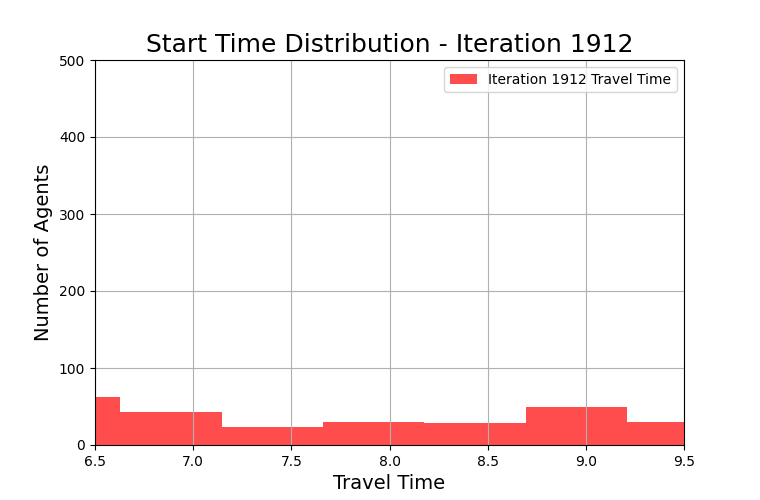 Start Time Distribution - Iteration 1912
500
Iteration 1912 Travel Time
400
300
200
100
0
Number of Agents
6.5 7.0 7.5 8.0 8.5 9.0 9.5
Travel Time